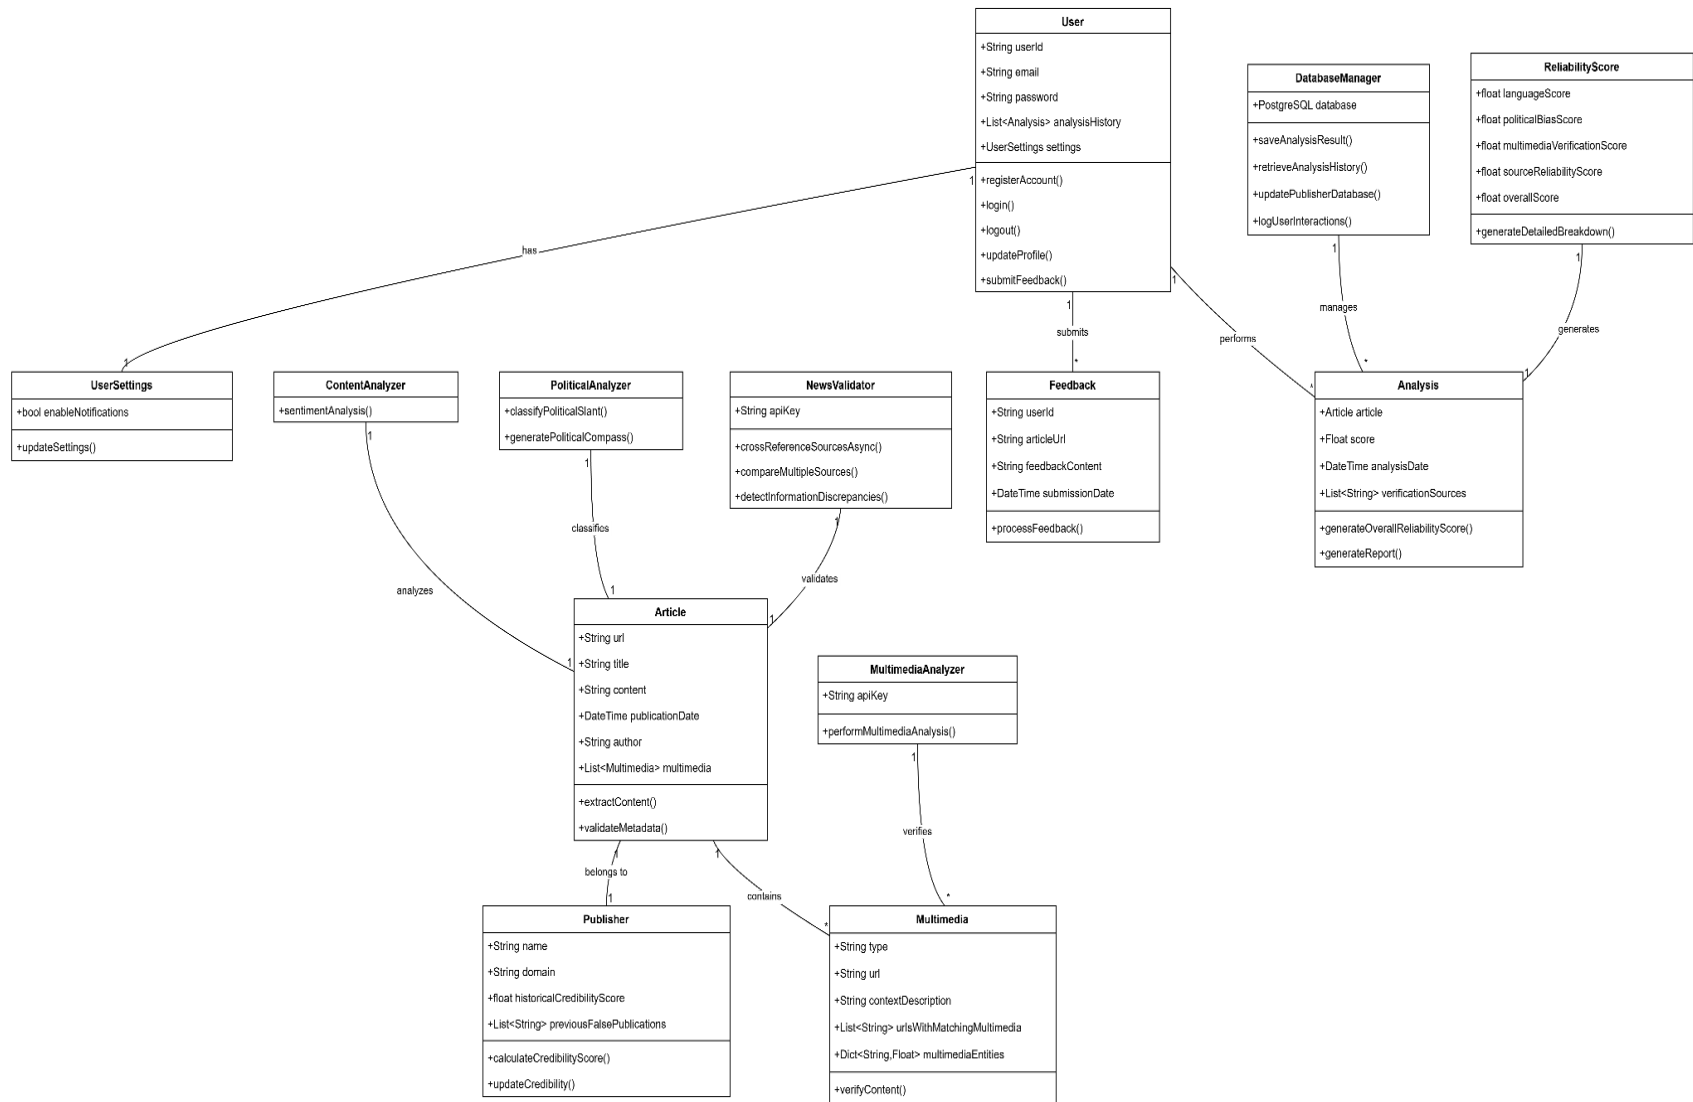 User
+String userId
+String email
+String password
+List<Analysis> analysisHistory
+UserSettings settings
+registerAccount()
+login()
+logout()
+updateProfile()
+submitFeedback()
DatabaseManager
+PostgreSQL database
+saveAnalysisResult()
+retrieveAnalysisHistory()
+updatePublisherDatabase()
+logUserInteractions()
ReliabilityScore
+float languageScore
+float politicalBiasScore
+float multimediaVerificationScore
+float sourceReliabilityScore
+float overallScore
+generateDetailedBreakdown()
1
has
1
1
submits
*
1
performs
*
1
manages
*
1
generates
1
UserSettings
+bool enableNotifications
+updateSettings()
ContentAnalyzer
+sentimentAnalysis()
PoliticalAnalyzer
+classifyPoliticalSlant()
+generatePoliticalCompass()
NewsValidator
+String apiKey
+crossReferenceSourcesAsync()
+compareMultipleSources()
+detectInformationDiscrepancies()
Feedback
+String userId
+String articleUrl
+String feedbackContent
+DateTime submissionDate
+processFeedback()
Analysis
+Article article
+Float score
+DateTime analysisDate
+List<String> verificationSources
+generateOverallReliabilityScore()
+generateReport()
1
analyzes
1
1
classifies
1
1
validates
1
Article
+String url
+String title
+String content
+DateTime publicationDate
+String author
+List<Multimedia> multimedia
+extractContent()
+validateMetadata()
MultimediaAnalyzer
+String apiKey
+performMultimediaAnalysis()
1
belongs to
1
1
contains
*
1
verifies
*
Publisher
+String name
+String domain
+float historicalCredibilityScore
+List<String> previousFalsePublications
+calculateCredibilityScore()
+updateCredibility()
Multimedia
+String type
+String url
+String contextDescription
+List<String> urlsWithMatchingMultimedia
+Dict<String,Float> multimediaEntities
+verifyContent()